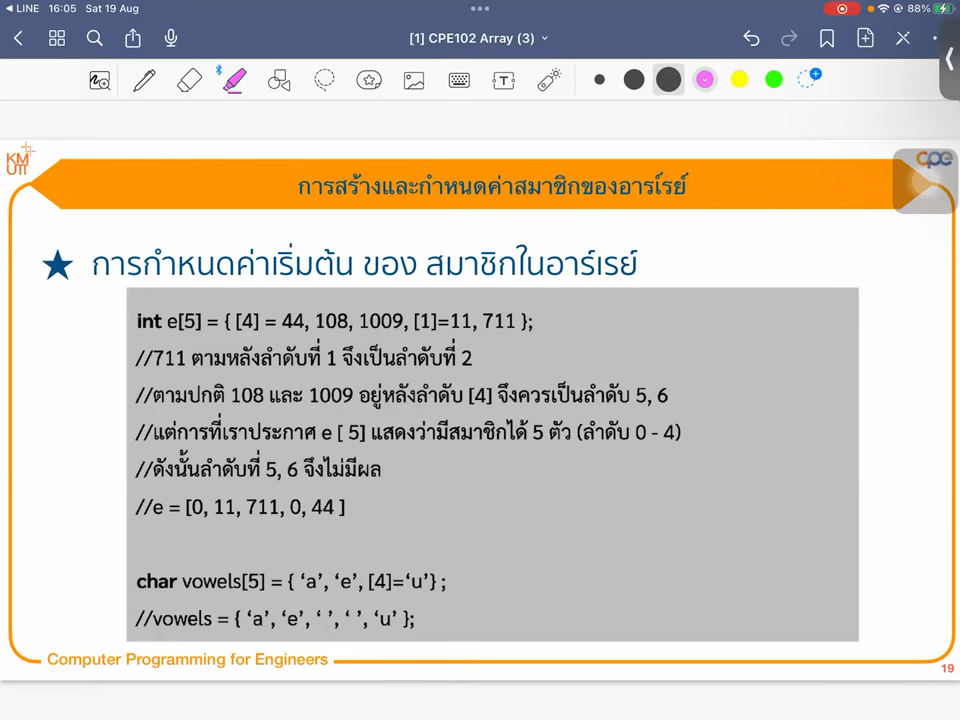 ◀ LINE 16:05 Sat 19 Aug 88%
[1] CPE102 Array (3)
KM
UTT
cpe
การสร้างและกำหนดค่าสมาชิกของอาร์เรย์
★ การกำหนดค่าเริ่มต้น ของ สมาชิกในอาร์เรย์
int e[5] = { [4] = 44, 108, 1009, [1]=11, 711 };
//711 ตามหลังลำดับที่ 1 จึงเป็นลำดับที่ 2
//ตามปกติ 108 และ 1009 อยู่หลังลำดับ [4] จึงควรเป็นลำดับ 5, 6
//แต่การที่เราประกาศ e [ 5] แสดงว่ามีสมาชิกได้ 5 ตัว (ลำดับ 0 - 4)
//ดังนั้นลำดับที่ 5, 6 จึงไม่มีผล
//e = [0, 11, 711, 0, 44 ]
char vowels[5] = { ‘a’, ‘e’, [4]=‘u’} ;
//vowels = { ‘a’, ‘e’, ‘ ’, ‘ ’, ‘u’ };
Computer Programming for Engineers
19